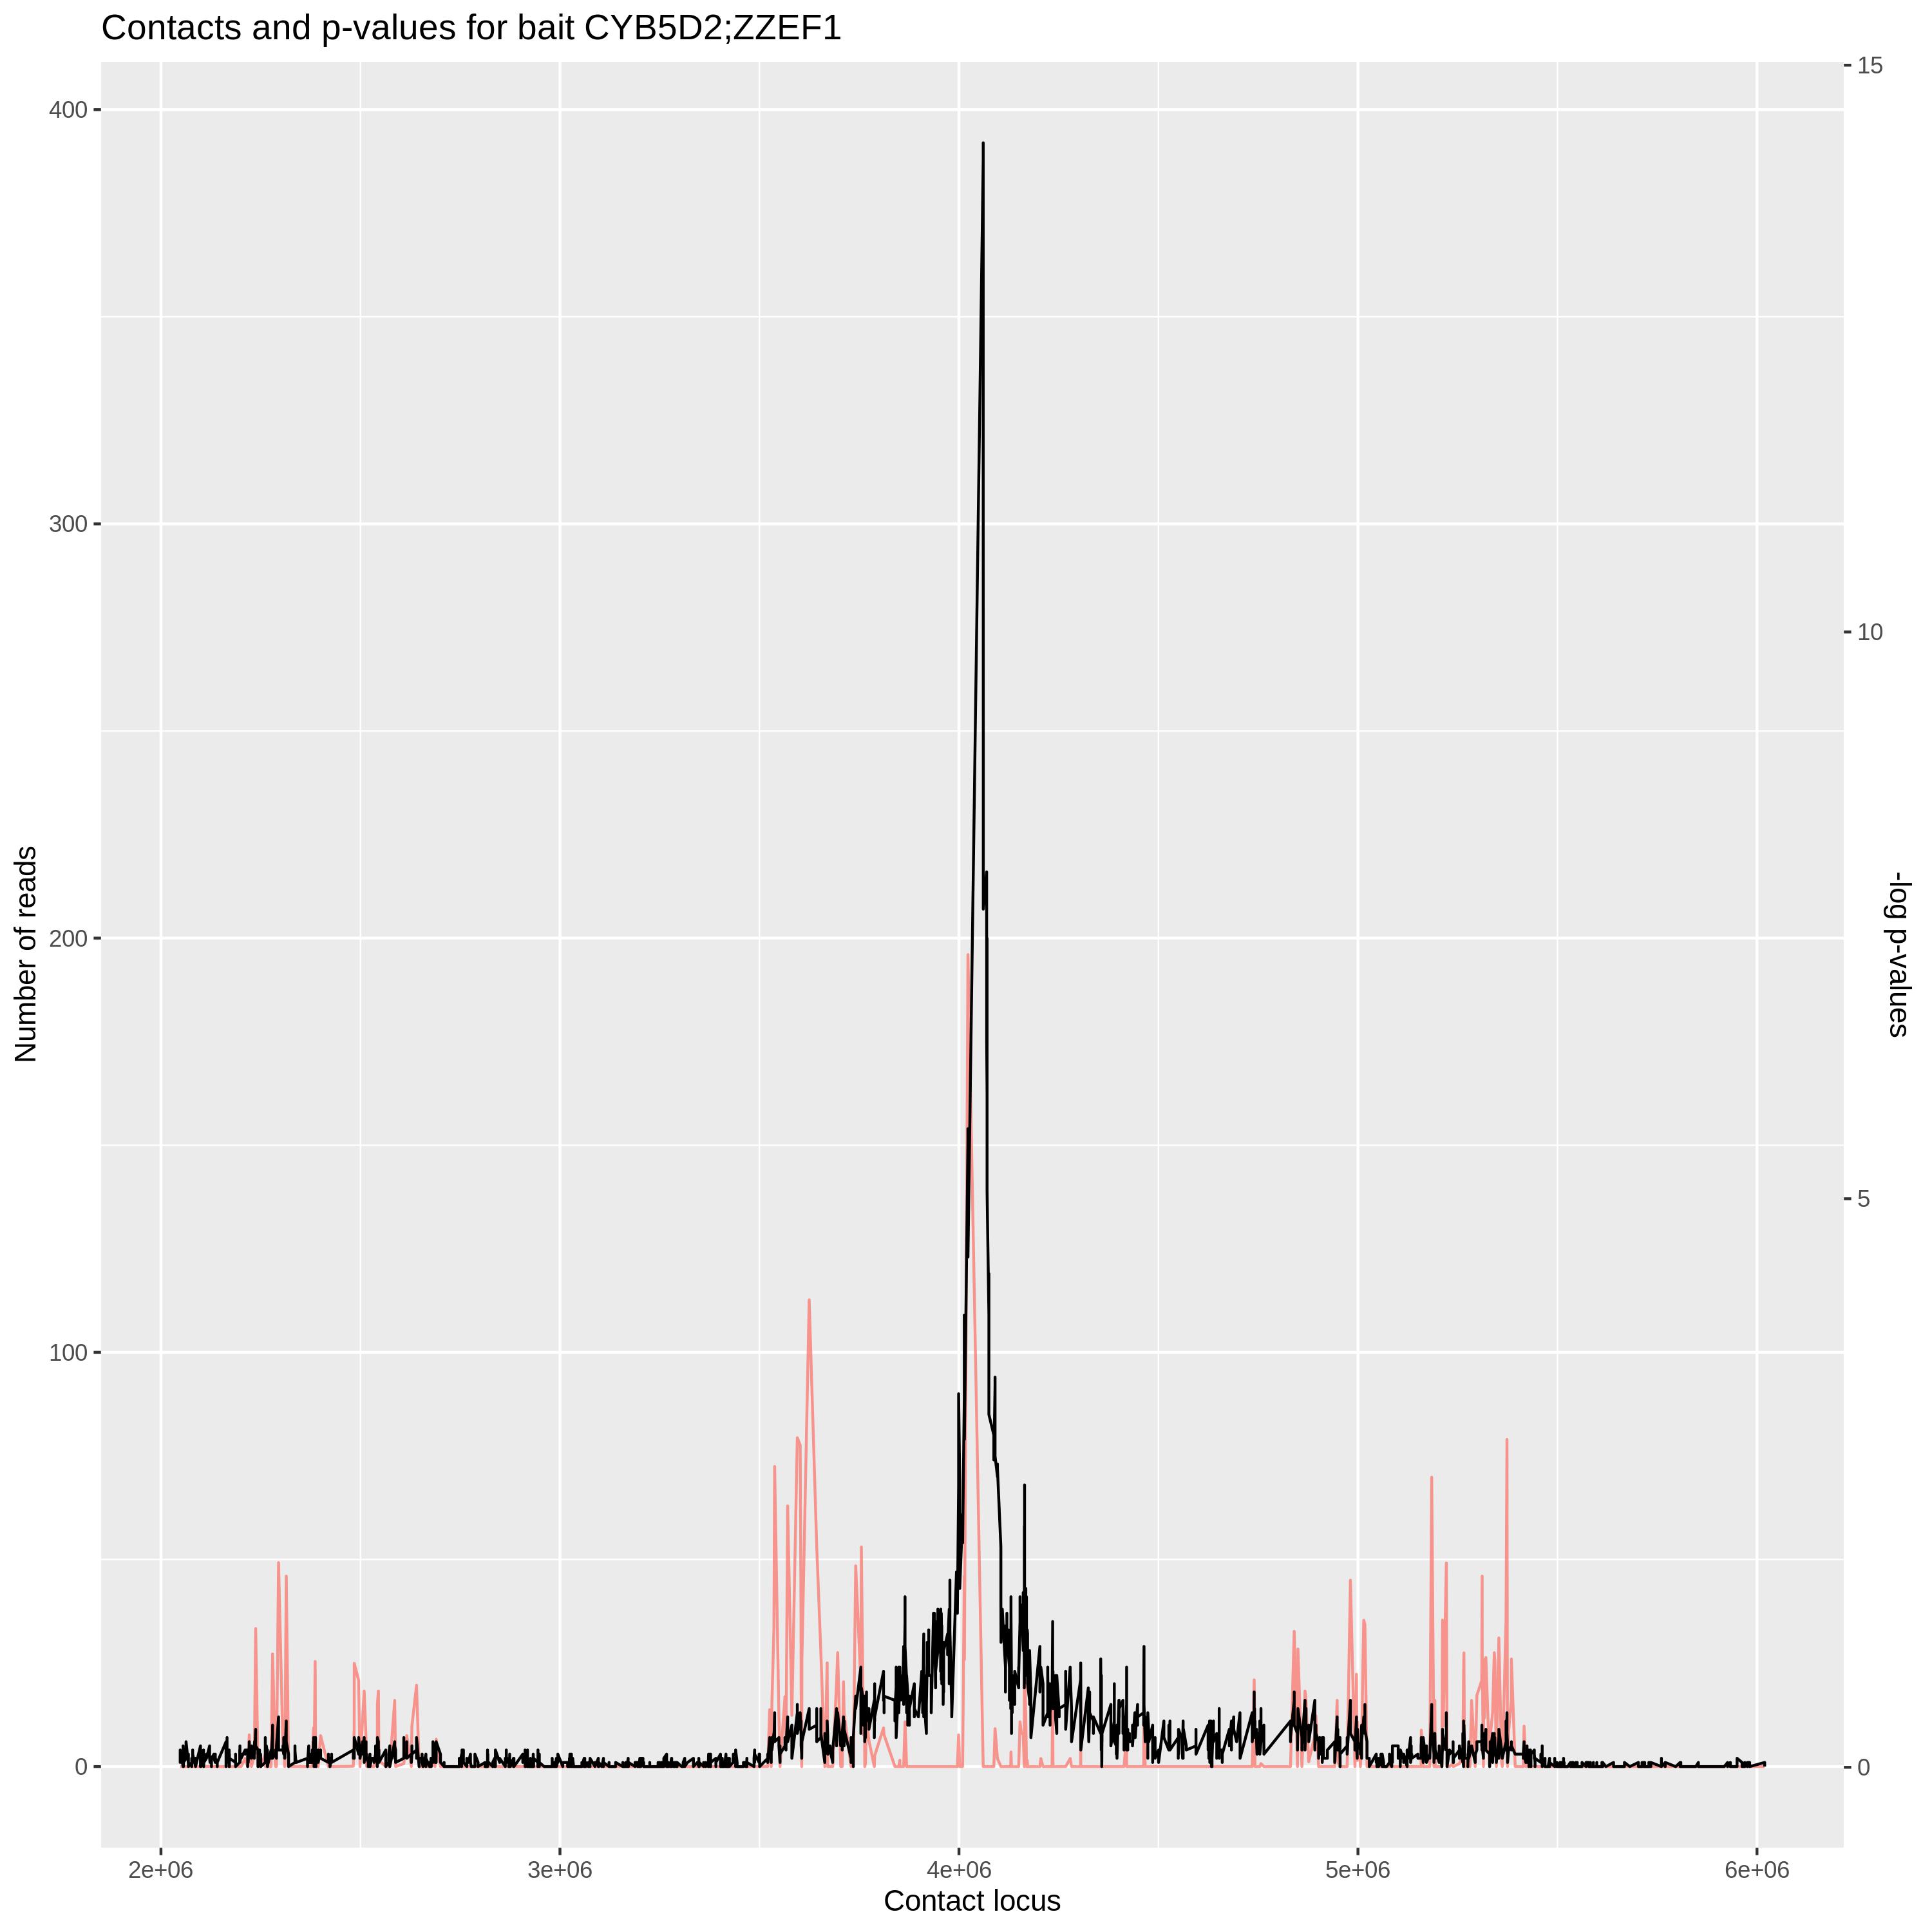 Contacts and p-values for bait CYB5D2;ZZEF1
400
300
200
100
0
Number of reads
15
10
5
0
-log p-values
2e+06 3e+06 4e+06 5e+06 6e+06
Contact locus